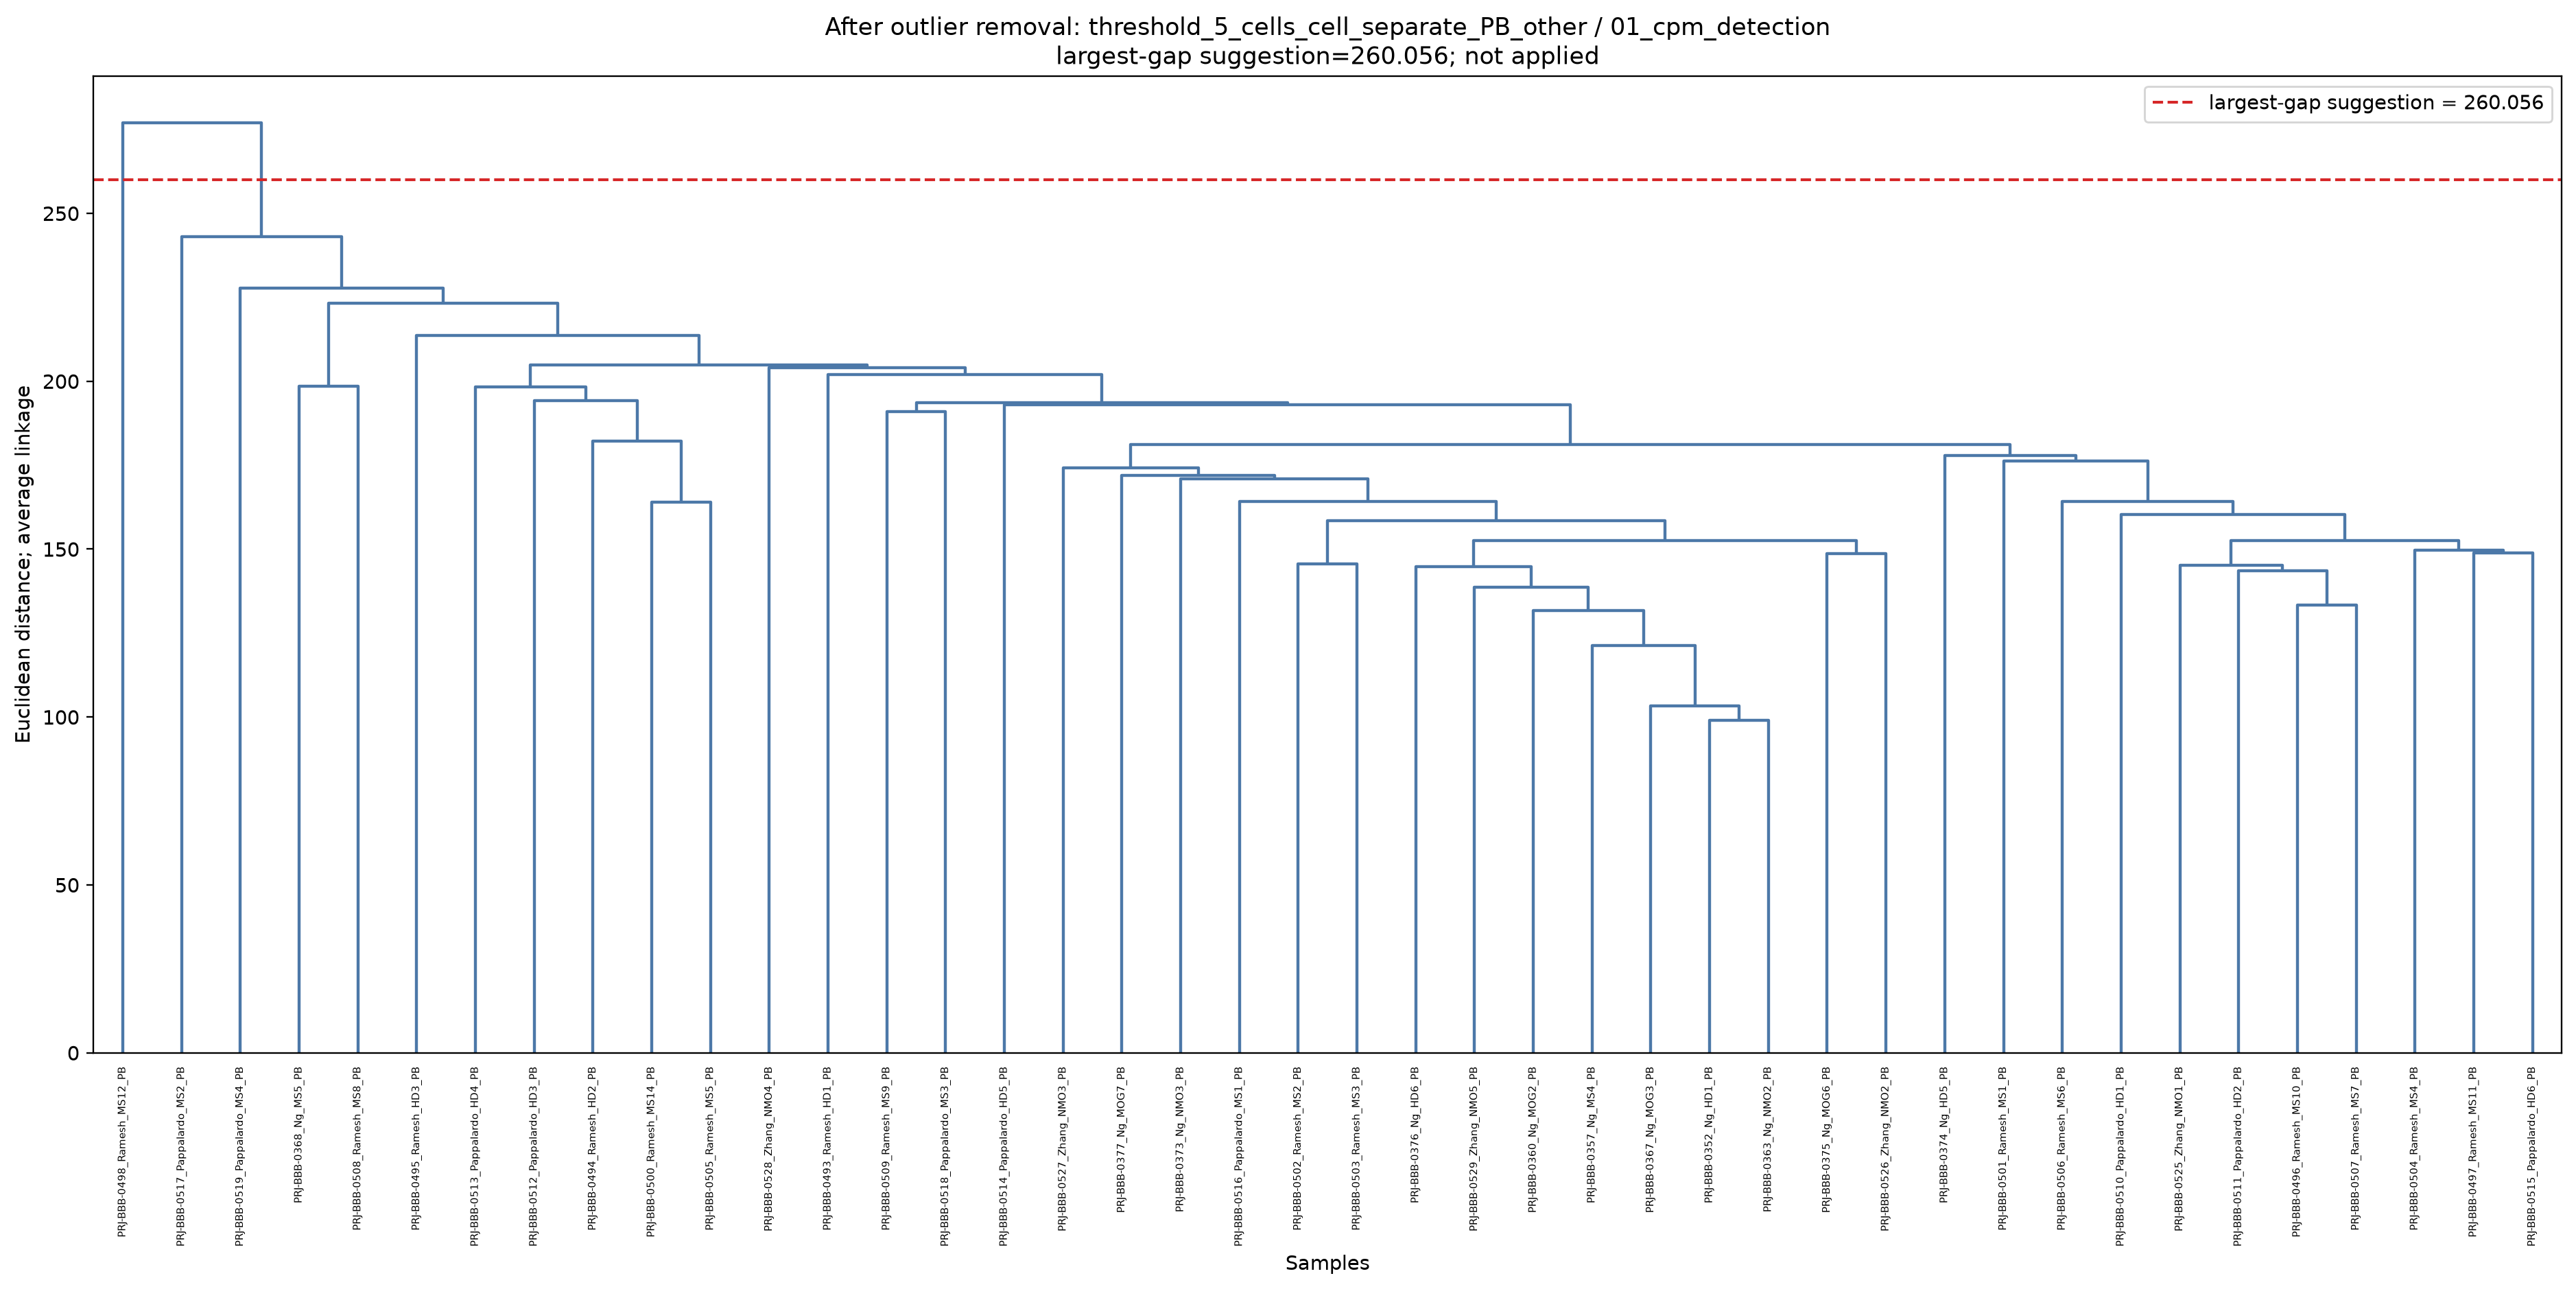 After outlier removal: threshold_5_cells_cell_separate_PB_other / 01_cpm_detection
largest-gap suggestion=260.056; not applied
largest-gap suggestion = 260.056
Euclidean distance; average linkage
250
200
150
100
50
0
PRJ-BBB-0498_Ramesh_MS12_PB
PRJ-BBB-0517_Pappalardo_MS2_PB
PRJ-BBB-0519_Pappalardo_MS4_PB
PRJ-BBB-0368_Ng_MS5_PB
PRJ-BBB-0508_Ramesh_MS8_PB
PRJ-BBB-0495_Ramesh_HD3_PB
PRJ-BBB-0513_Pappalardo_HD4_PB
PRJ-BBB-0512_Pappalardo_HD3_PB
PRJ-BBB-0494_Ramesh_HD2_PB
PRJ-BBB-0500_Ramesh_MS14_PB
PRJ-BBB-0505_Ramesh_MS5_PB
PRJ-BBB-0528_Zhang_NMO4_PB
PRJ-BBB-0493_Ramesh_HD1_PB
PRJ-BBB-0509_Ramesh_MS9_PB
PRJ-BBB-0518_Pappalardo_MS3_PB
PRJ-BBB-0514_Pappalardo_HD5_PB
PRJ-BBB-0527_Zhang_NMO3_PB
PRJ-BBB-0377_Ng_MOG7_PB
PRJ-BBB-0373_Ng_NMO3_PB
PRJ-BBB-0516_Pappalardo_MS1_PB
PRJ-BBB-0502_Ramesh_MS2_PB
PRJ-BBB-0503_Ramesh_MS3_PB
PRJ-BBB-0376_Ng_HD6_PB
PRJ-BBB-0529_Zhang_NMO5_PB
PRJ-BBB-0360_Ng_MOG2_PB
PRJ-BBB-0357_Ng_MS4_PB
PRJ-BBB-0367_Ng_MOG3_PB
PRJ-BBB-0352_Ng_HD1_PB
PRJ-BBB-0363_Ng_NMO2_PB
PRJ-BBB-0375_Ng_MOG6_PB
PRJ-BBB-0526_Zhang_NMO2_PB
PRJ-BBB-0374_Ng_HD5_PB
PRJ-BBB-0501_Ramesh_MS1_PB
PRJ-BBB-0506_Ramesh_MS6_PB
PRJ-BBB-0510_Pappalardo_HD1_PB
PRJ-BBB-0525_Zhang_NMO1_PB
PRJ-BBB-0511_Pappalardo_HD2_PB
PRJ-BBB-0496_Ramesh_MS10_PB
PRJ-BBB-0507_Ramesh_MS7_PB
PRJ-BBB-0504_Ramesh_MS4_PB
PRJ-BBB-0497_Ramesh_MS11_PB
PRJ-BBB-0515_Pappalardo_HD6_PB
Samples